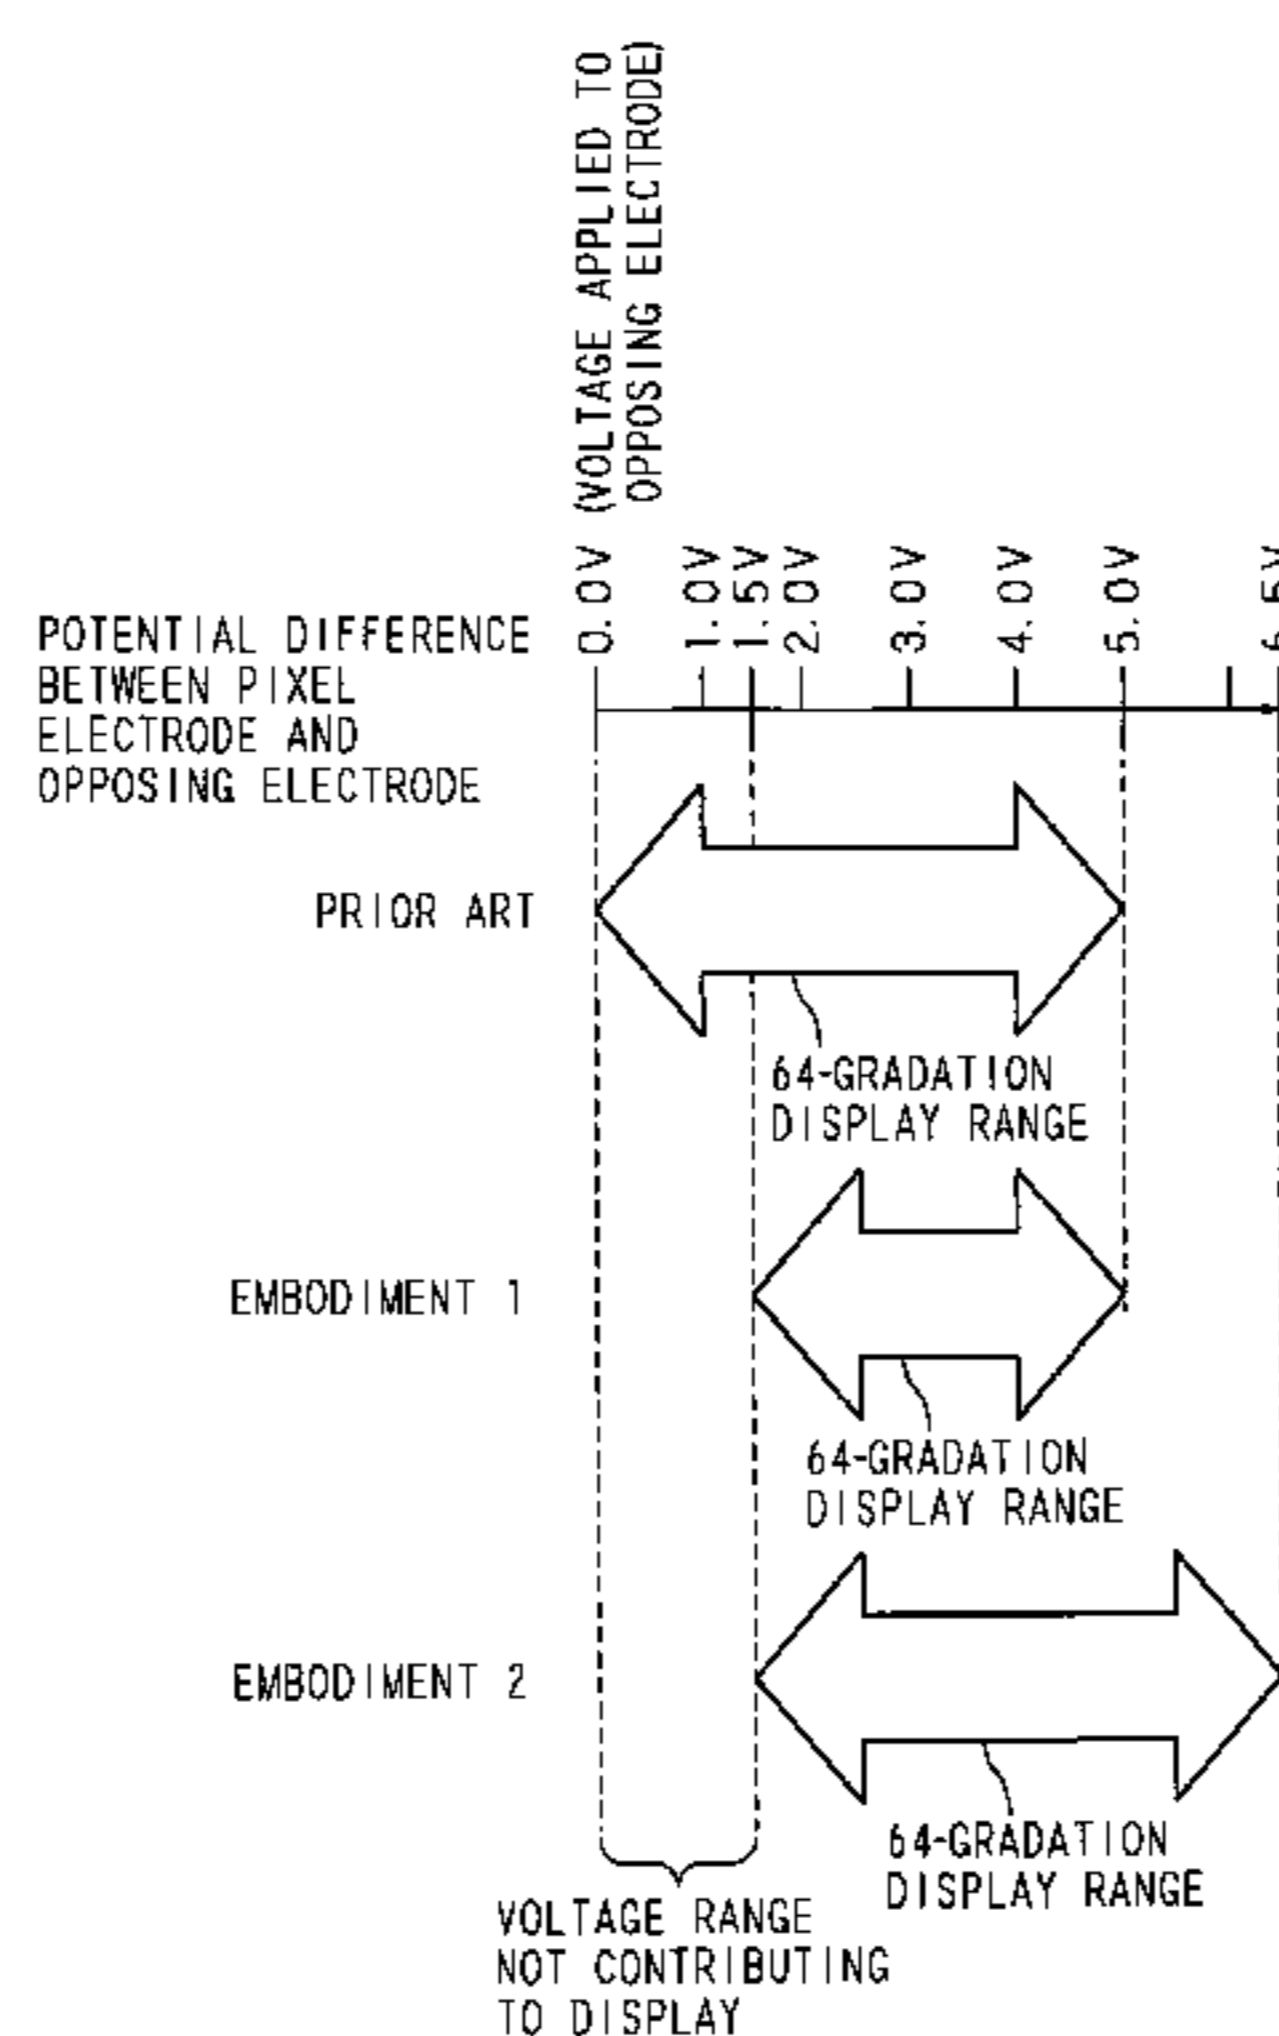 (VOLTAGE APPLIED TO
OPPOSING ELECTRODE)
0.0V
1.0V
1.5V
2.0V
3.0V
4.0V
5.0V
6.5V
POTENTIAL DIFFERENCE
BETWEEN PIXEL
ELECTRODE AND
OPPOSING ELECTRODE
PRIOR ART
64-GRADATION
DISPLAY RANGE
EMBODIMENT 1
64-GRADATION
DISPLAY RANGE
EMBODIMENT 2
64-GRADATION
DISPLAY RANGE
VOLTAGE RANGE
NOT CONTRIBUTING
TO DISPLAY